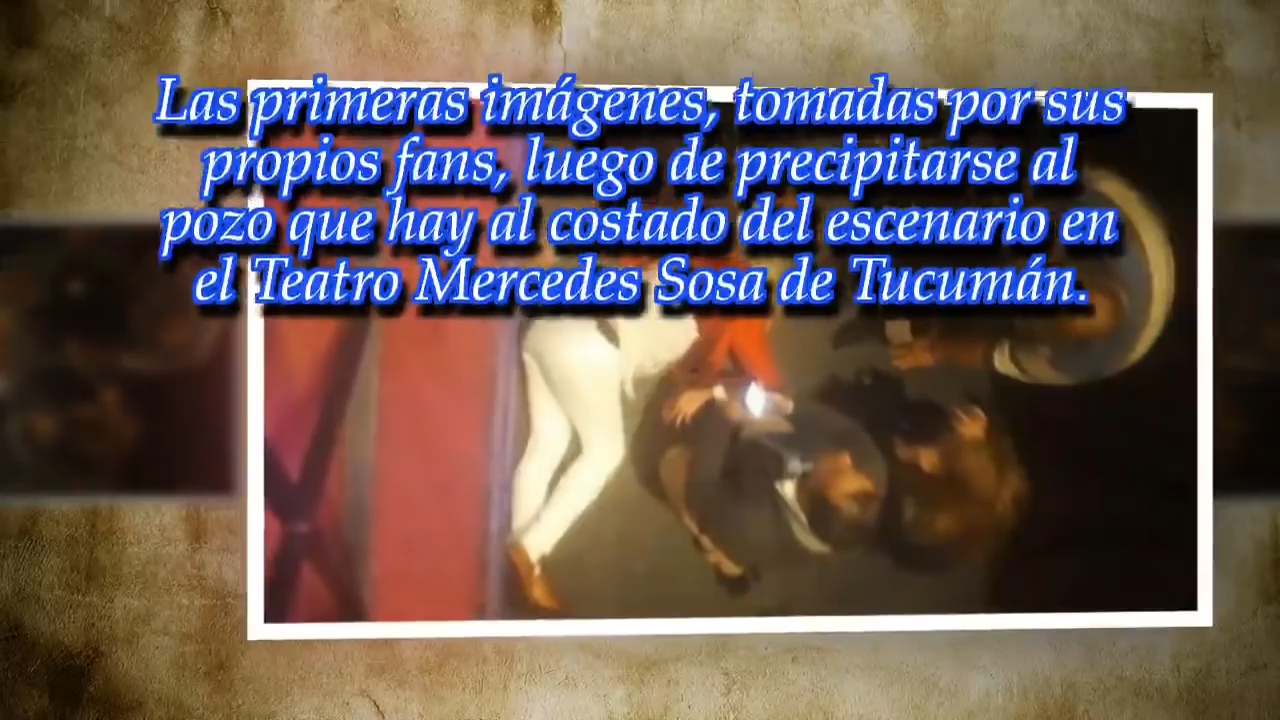 Las primeras imágenes, tomadas por sus
propios fans, luego de precipitarse al
pozo que hay al costado del escenario en
el Teatro Mercedes Sosa de Tucumán.